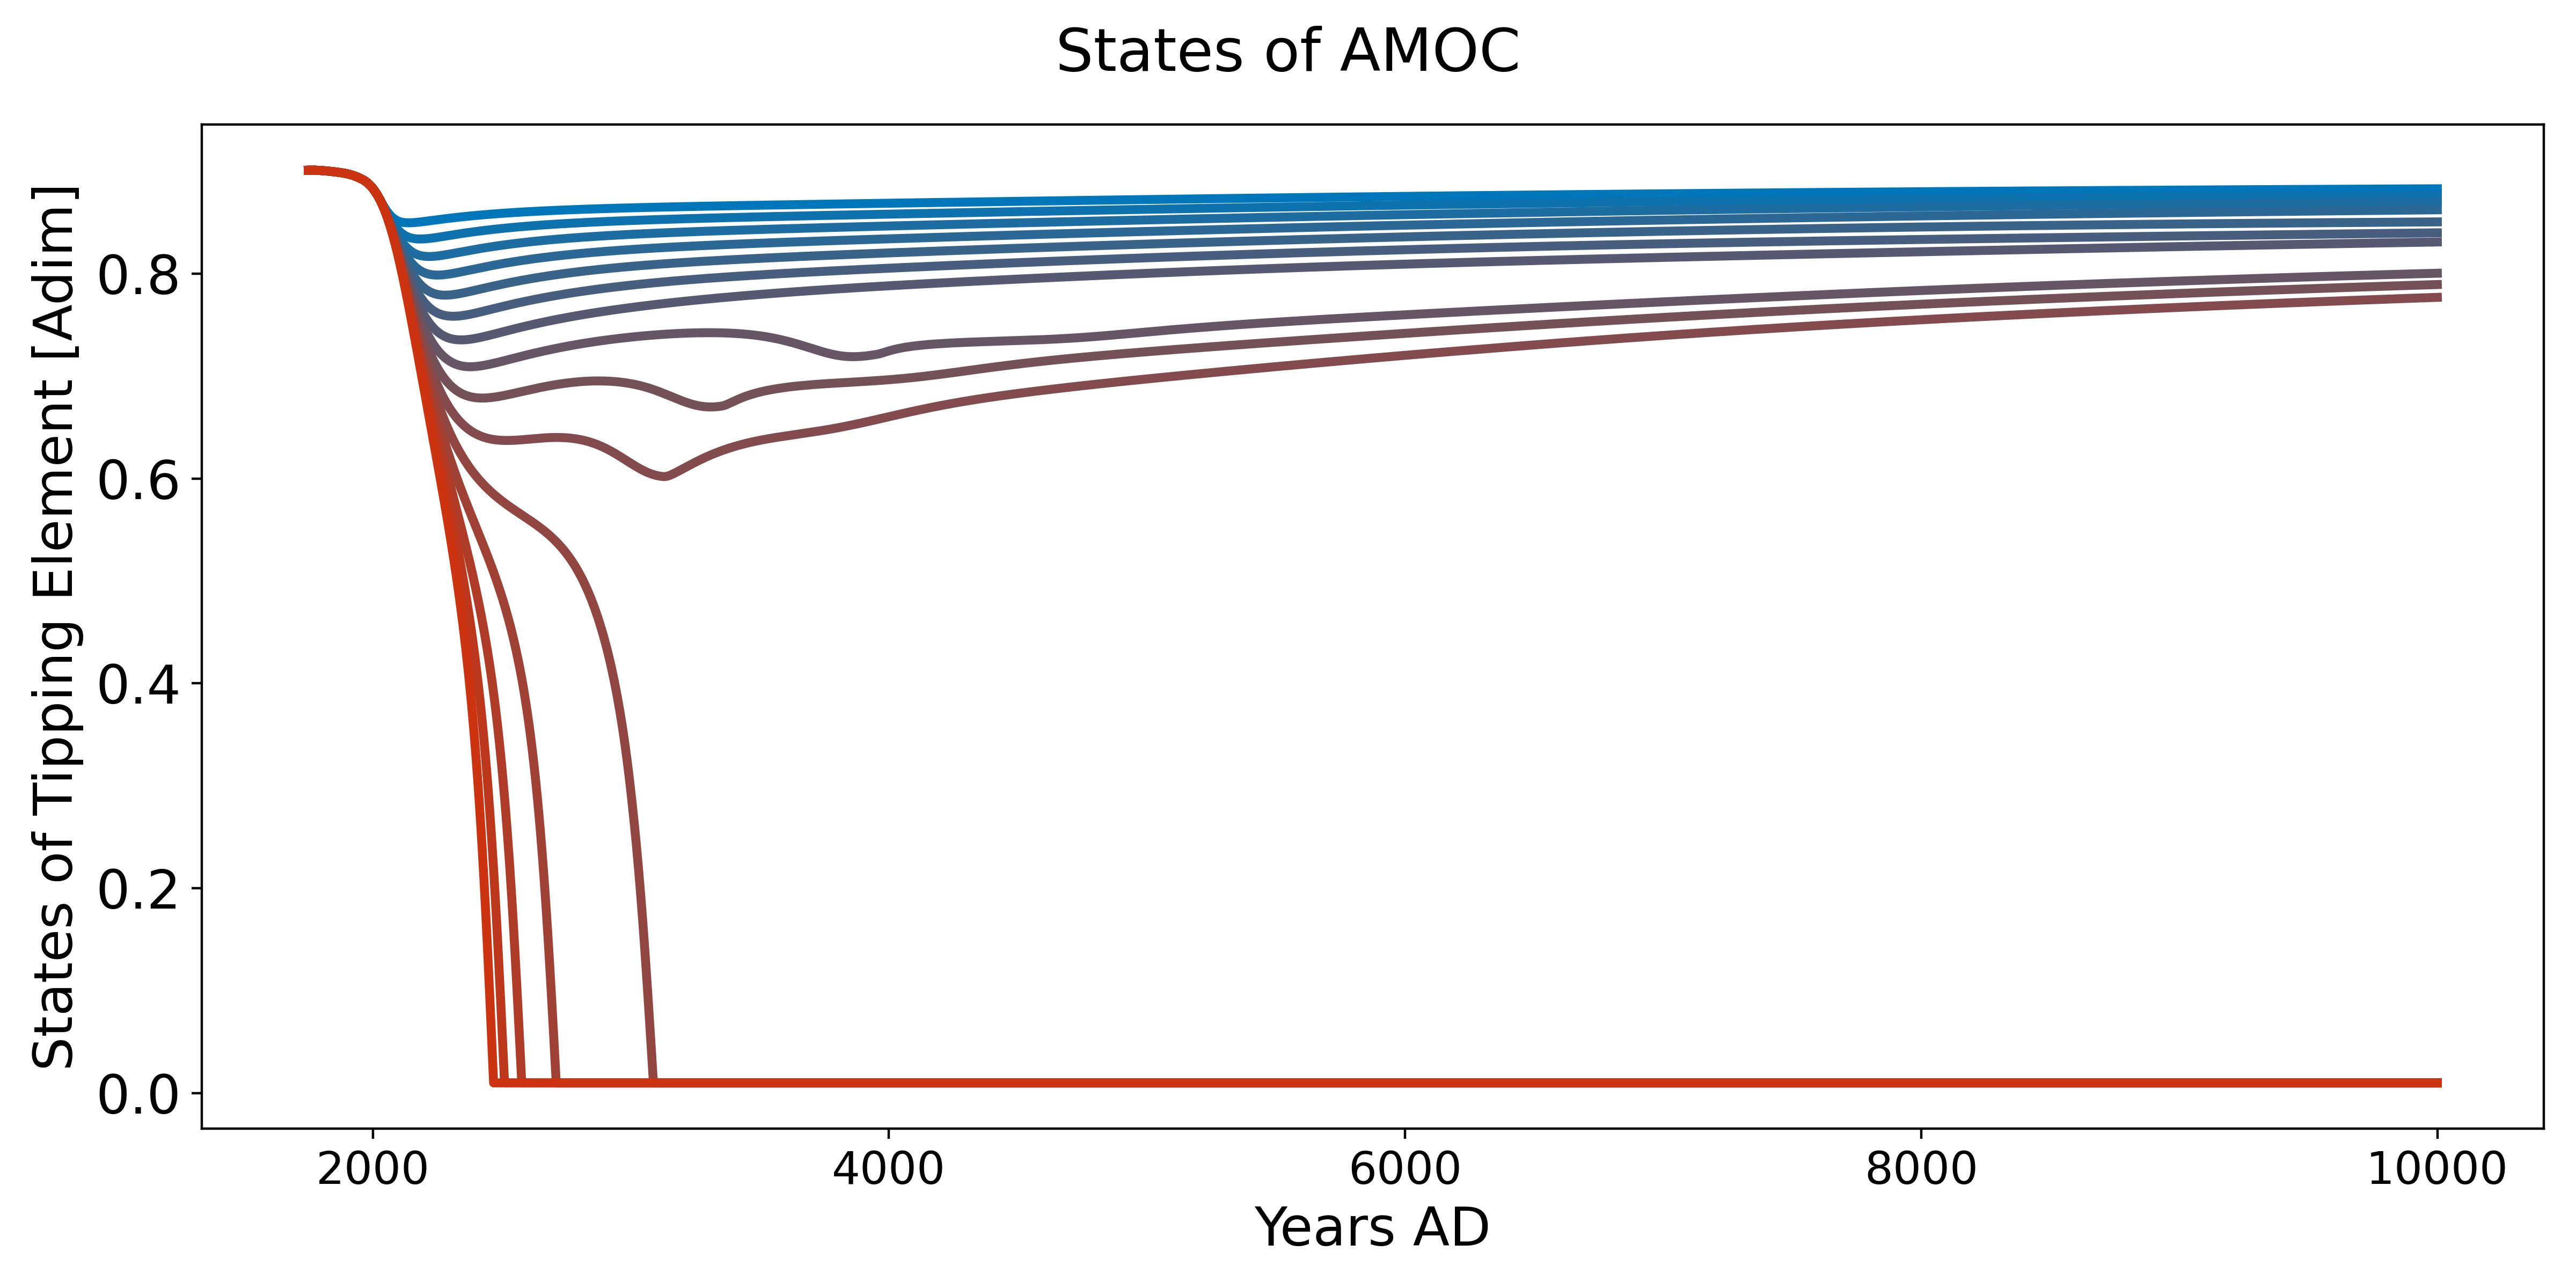 States of AMOC
States of Tipping Element [Adim]
0.8
0.6
0.4
0.2
0.0
2000 4000 6000 8000 10000
Years AD